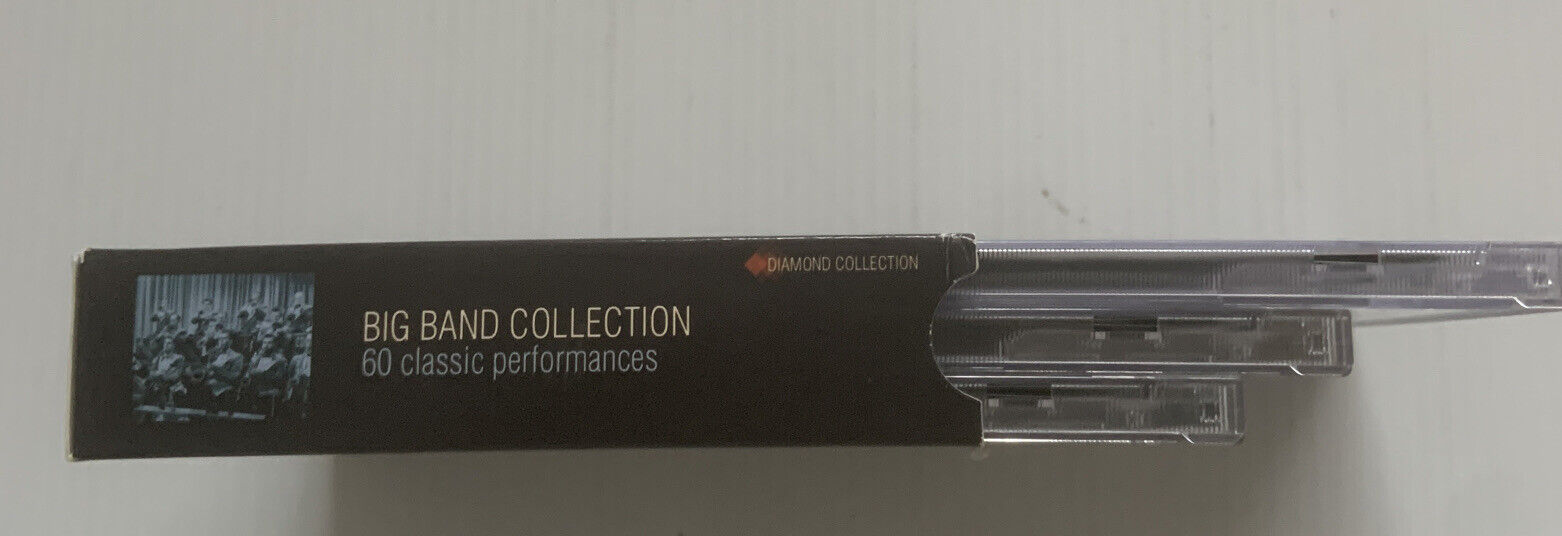 DIAMOND COLLECTION
BIG BAND COLLECTION
60 classic performances